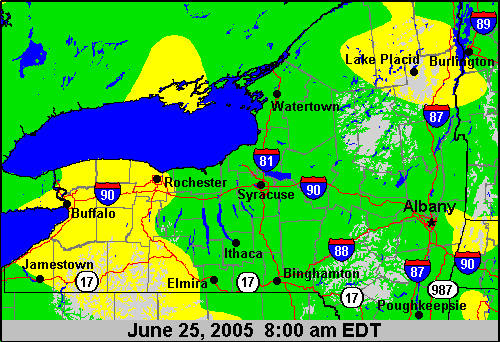 89
Lake Placid
Burlington
Watertown
87
81
Rochester
90
Syracuse
90
Buffalo
Albany
Ithaca
88
Jamestown
17
Elmira
17
Binghamton
87
90
987
17
Poughkeepsie
June 25, 2005 8:00 am EDT